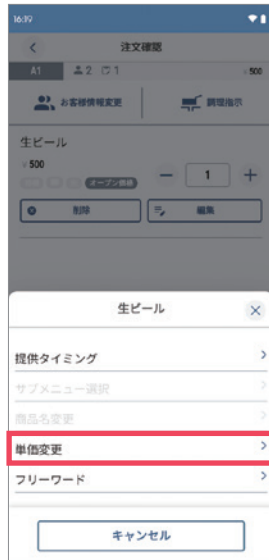 16:19
注文確認
A1 2 1 ¥500
お客様情報変更 調理指示
生ビール
¥500
オープン価格
1
削除 編集
生ビール
提供タイミング
サブメニュー選択
商品名変更
単価変更
フリーワード
キャンセル